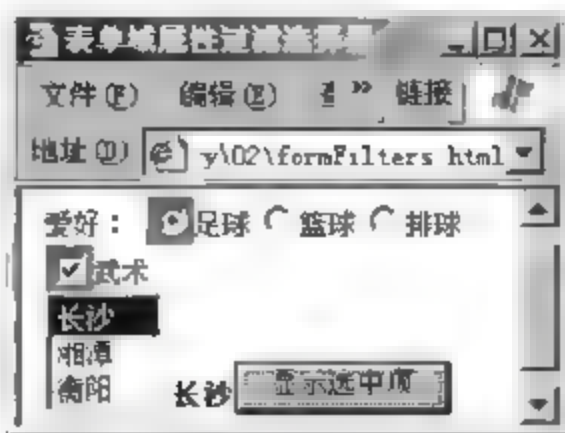 表单域属性过滤选择器
文件(F) 编辑(E) » 链接
地址(D) y\02\formFilters html
爱好： 足球 篮球 排球
武术
长沙
湘潭
衡阳 长沙 显示选中项